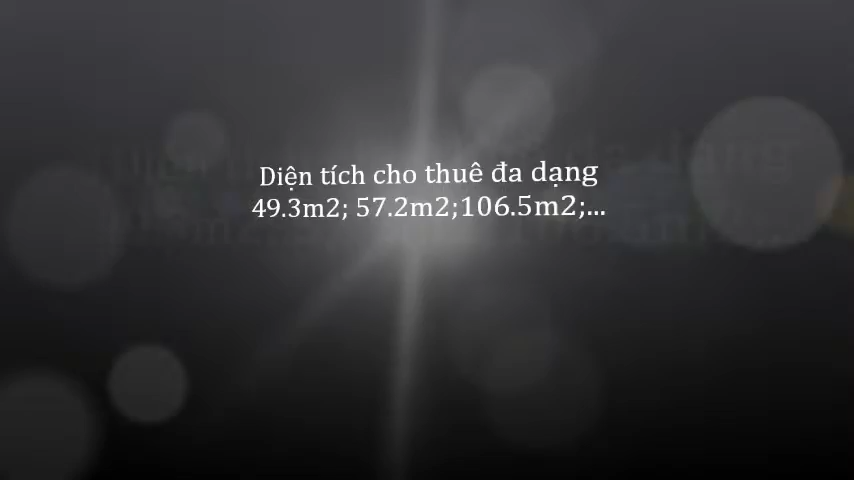 Diện tích cho thuê đa dạng
49.3m2; 57.2m2;106.5m2;...